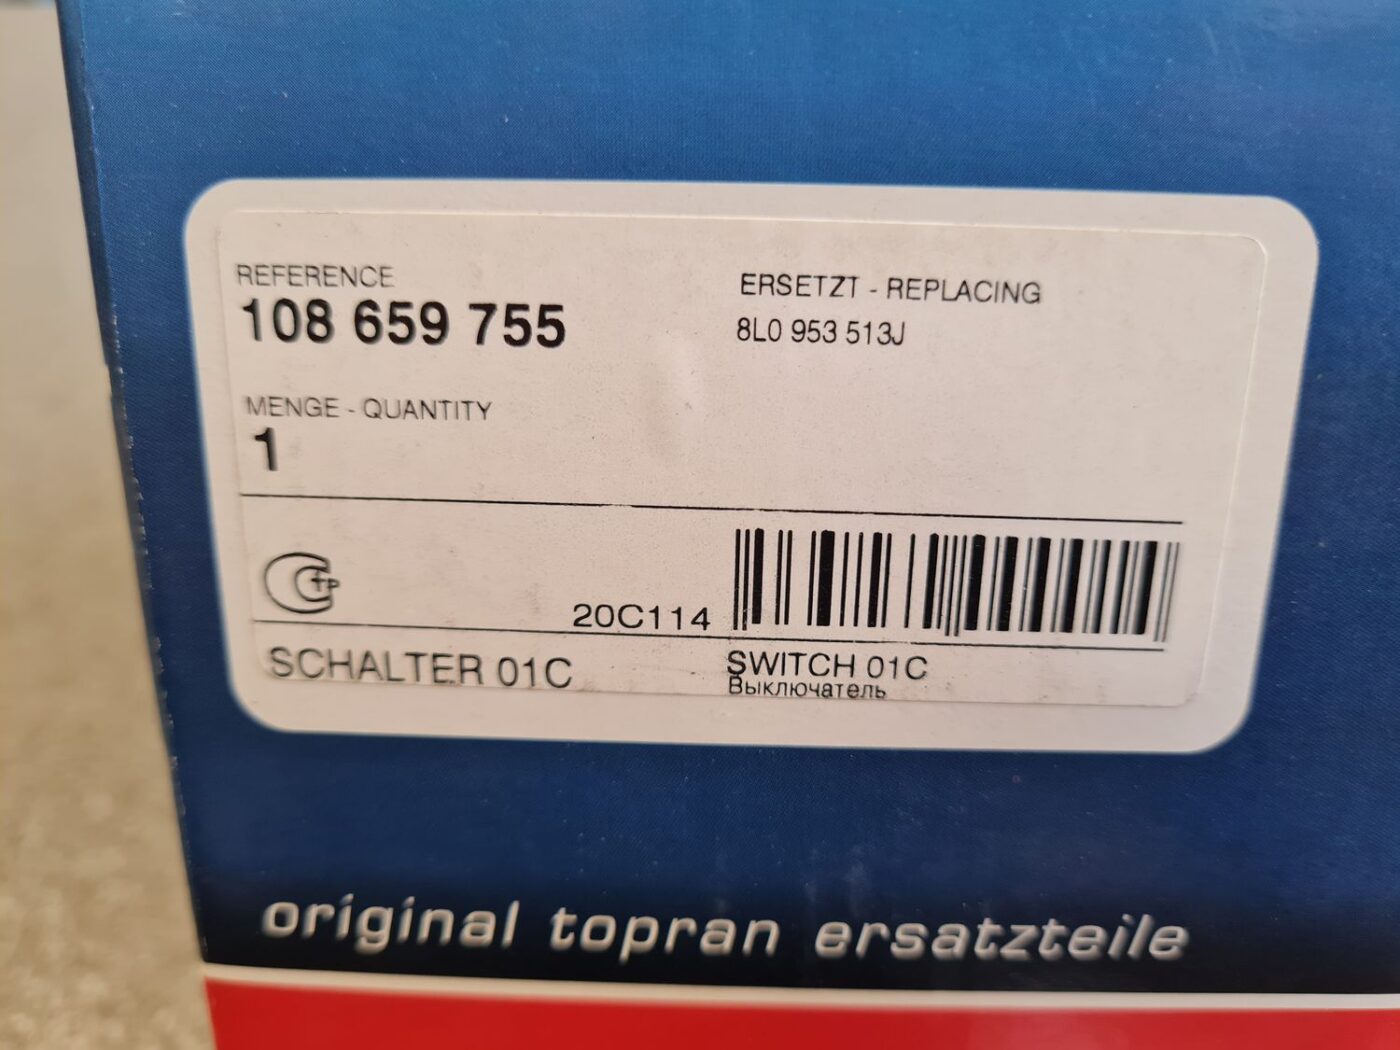 REFERENCE
108 659 755
ERSETZT - REPLACING
8L0 953 513J
MENGE - QUANTITY
1
20C114
SCHALTER 01C
SWITCH 01C
Выключатель
original topran ersatzteile